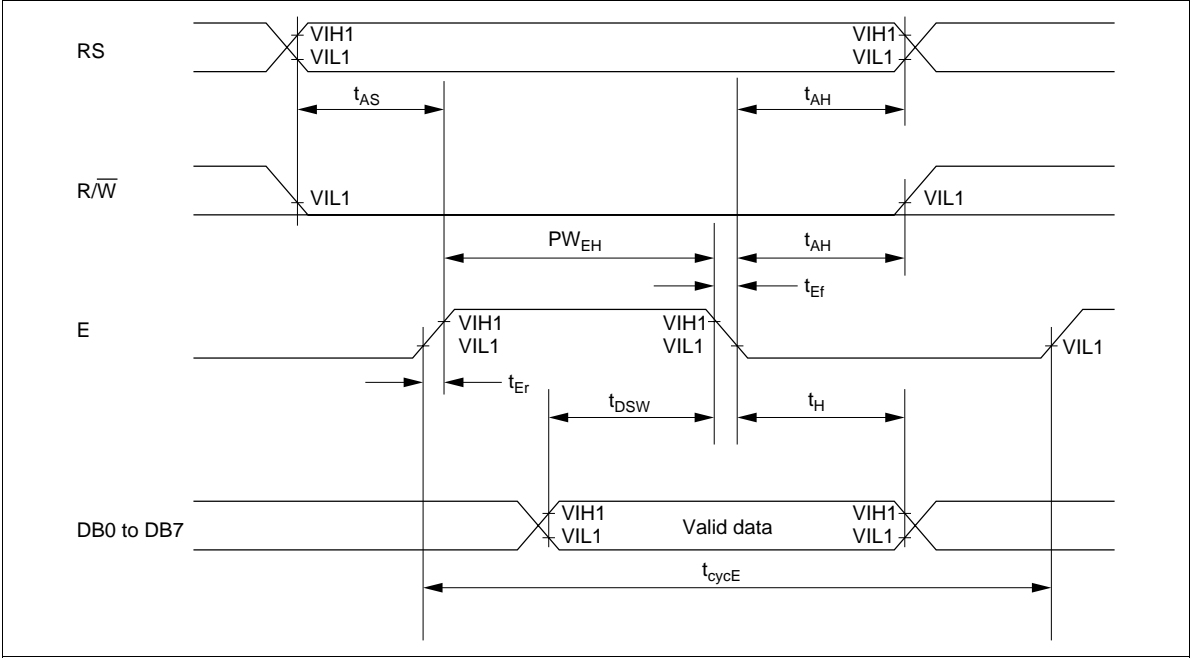 RS
VIH1
VIL1
VIH1
VIL1
tAS
tAH
R/W̅
VIL1
VIL1
PWEH
tAH
tEf
E
VIH1
VIL1
VIH1
VIL1
VIL1
tEr
tDSW
tH
DB0 to DB7
VIH1
VIL1
Valid data
VIH1
VIL1
tcycE